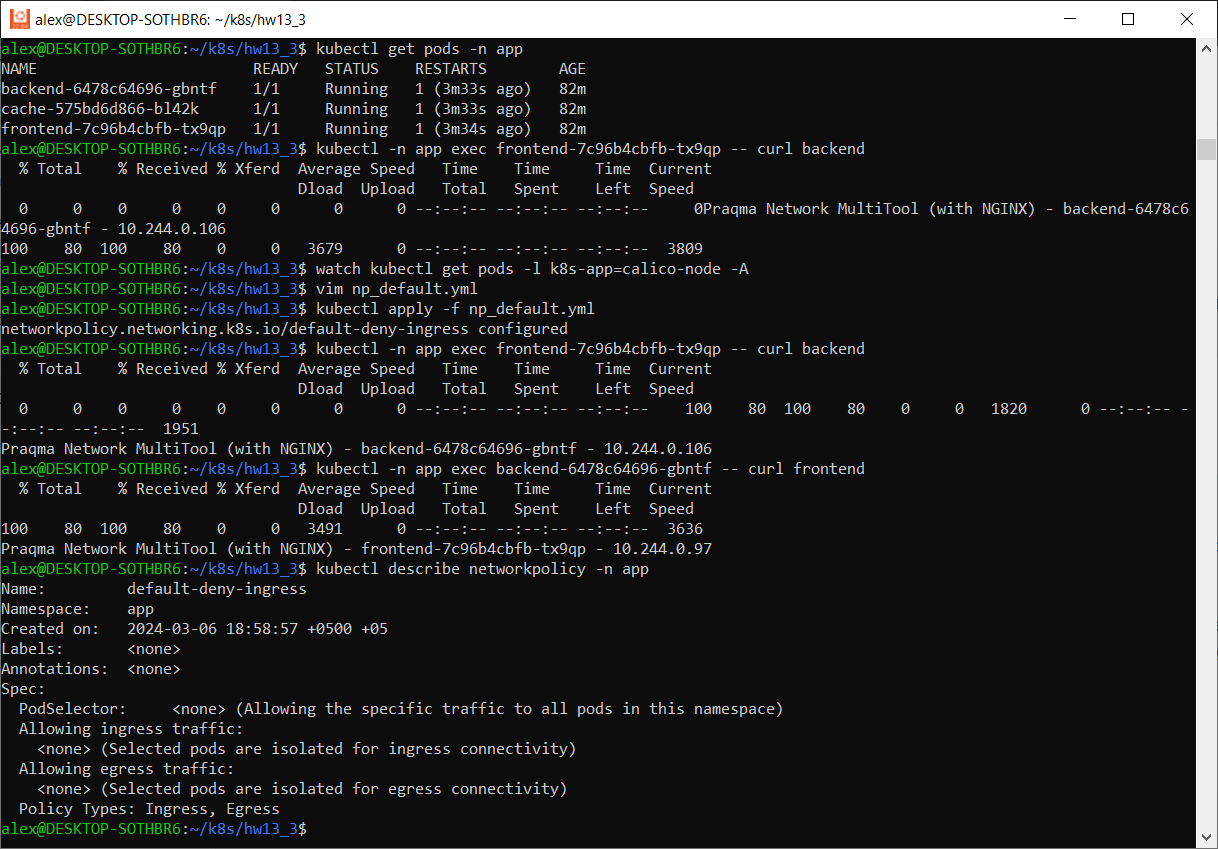 alex@DESKTOP-SOTHBR6: ~/k8s/hw13_3
alex@DESKTOP-SOTHBR6:~/k8s/hw13_3$ kubectl get pods -n app
NAME                        READY   STATUS    RESTARTS        AGE
backend-6478c64696-gbntf    1/1     Running   1 (3m33s ago)   82m
cache-575bd6d866-bl42k      1/1     Running   1 (3m33s ago)   82m
frontend-7c96b4cbfb-tx9qp   1/1     Running   1 (3m34s ago)   82m
alex@DESKTOP-SOTHBR6:~/k8s/hw13_3$ kubectl -n app exec frontend-7c96b4cbfb-tx9qp -- curl backend
  % Total    % Received % Xferd  Average Speed   Time    Time     Time  Current
                                 Dload  Upload   Total   Spent    Left  Speed
  0     0    0     0    0     0      0      0 --:--:-- --:--:-- --:--:--     0Praqma Network MultiTool (with NGINX) - backend-6478c6
4696-gbntf - 10.244.0.106
100    80  100    80    0     0   3679      0 --:--:-- --:--:-- --:--:--  3809
alex@DESKTOP-SOTHBR6:~/k8s/hw13_3$ watch kubectl get pods -l k8s-app=calico-node -A
alex@DESKTOP-SOTHBR6:~/k8s/hw13_3$ vim np_default.yml
alex@DESKTOP-SOTHBR6:~/k8s/hw13_3$ kubectl apply -f np_default.yml
networkpolicy.networking.k8s.io/default-deny-ingress configured
alex@DESKTOP-SOTHBR6:~/k8s/hw13_3$ kubectl -n app exec frontend-7c96b4cbfb-tx9qp -- curl backend
  % Total    % Received % Xferd  Average Speed   Time    Time     Time  Current
                                 Dload  Upload   Total   Spent    Left  Speed
  0     0    0     0    0     0      0      0 --:--:-- --:--:-- --:--:--    100    80  100    80    0     0   1820      0 --:--:-- -
-:--:-- --:--:--  1951
Praqma Network MultiTool (with NGINX) - backend-6478c64696-gbntf - 10.244.0.106
alex@DESKTOP-SOTHBR6:~/k8s/hw13_3$ kubectl -n app exec backend-6478c64696-gbntf -- curl frontend
  % Total    % Received % Xferd  Average Speed   Time    Time     Time  Current
                                 Dload  Upload   Total   Spent    Left  Speed
100    80  100    80    0     0   3491      0 --:--:-- --:--:-- --:--:--  3636
Praqma Network MultiTool (with NGINX) - frontend-7c96b4cbfb-tx9qp - 10.244.0.97
alex@DESKTOP-SOTHBR6:~/k8s/hw13_3$ kubectl describe networkpolicy -n app
Name:         default-deny-ingress
Namespace:    app
Created on:   2024-03-06 18:58:57 +0500 +05
Labels:       <none>
Annotations:  <none>
Spec:
  PodSelector:     <none> (Allowing the specific traffic to all pods in this namespace)
  Allowing ingress traffic:
    <none> (Selected pods are isolated for ingress connectivity)
  Allowing egress traffic:
    <none> (Selected pods are isolated for egress connectivity)
  Policy Types: Ingress, Egress
alex@DESKTOP-SOTHBR6:~/k8s/hw13_3$